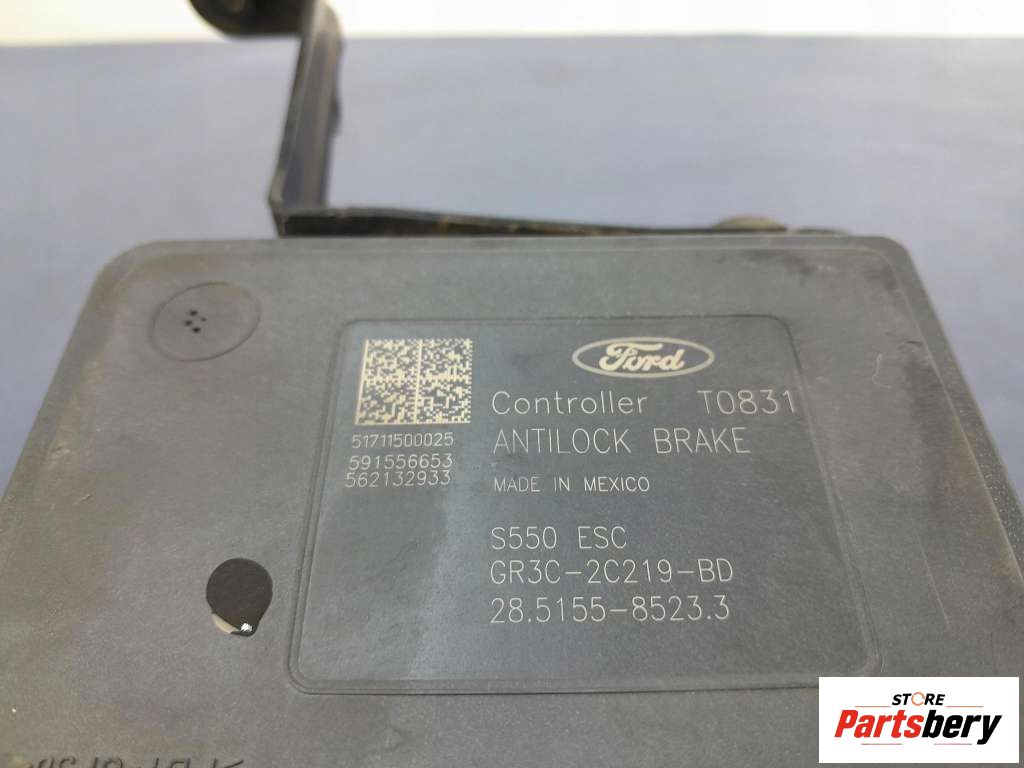 Ford
Controller T0831
ANTILOCK BRAKE
MADE IN MEXICO
51711500025
591556653
562132933
S550 ESC
GR3C-2C219-BD
28.5155-8523.3
STORE
Partsbery